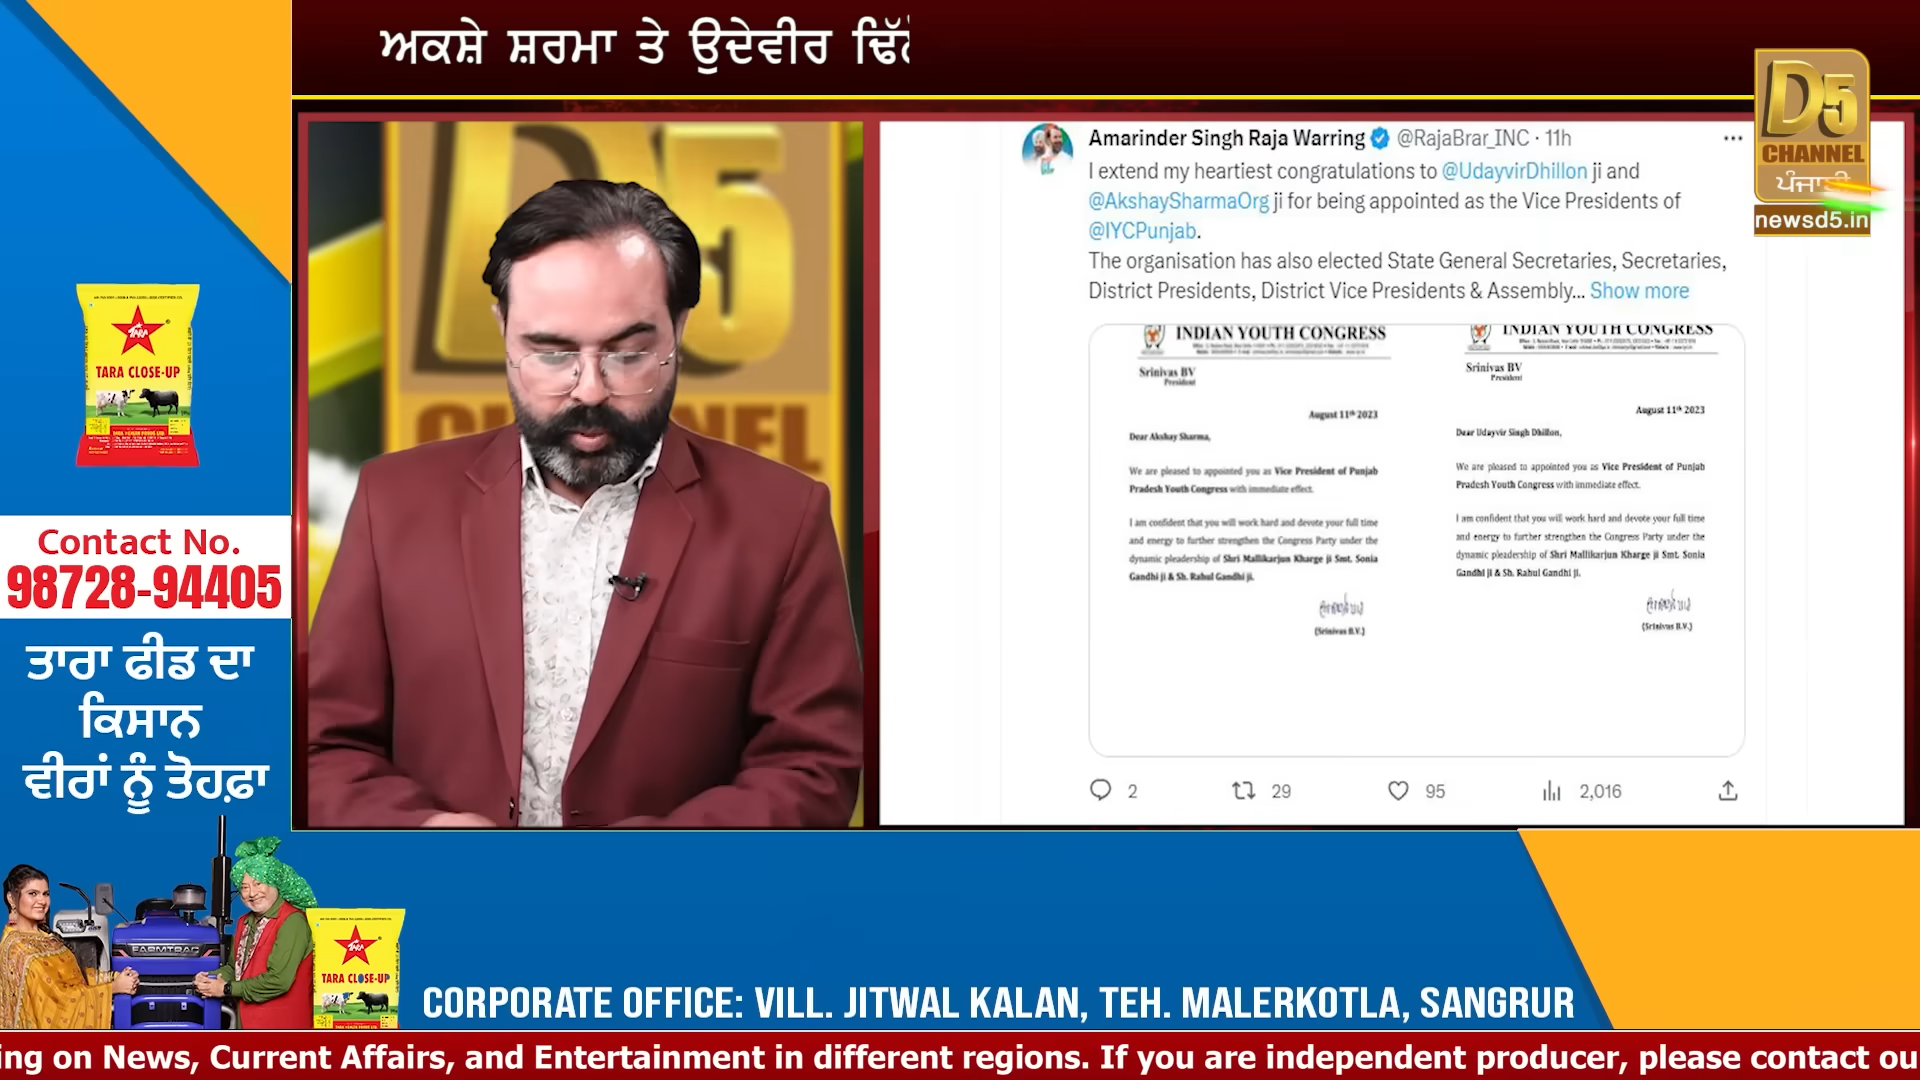 ਅਕਸ਼ੇ ਸ਼ਰਮਾ ਤੇ ਉਦੇਵੀਰ
D5
CHANNEL
ਪੰਜਾਬੀ
newsd5.in
Amarinder Singh Raja Warring @RajaBrar_INC · 11h
I extend my heartiest congratulations to @UdayvirDhillon ji and
@AkshaySharmaOrg ji for being appointed as the Vice Presidents of
@IYCPunjab.
The organisation has also elected State General Secretaries, Secretaries,
District Presidents, District Vice Presidents & Assembly... Show more
INDIAN YOUTH CONGRESS
Srinivas BV
President
August 11th 2023
Dear Akshay Sharma,
We are pleased to appointed you as Vice President of Punjab
Pradesh Youth Congress with immediate effect.
I am confident that you will work hard and devote your full time
and energy to further strengthen the Congress Party under the
dynamic pleadership of Shri Mallikarjun Kharge ji Smt. Sonia
Gandhi ji & Sh. Rahul Gandhi ji.
(Srinivas B.V.)
INDIAN YOUTH CONGRESS
Srinivas BV
President
August 11th 2023
Dear Udayvir Singh Dhillon,
We are pleased to appointed you as Vice President of Punjab
Pradesh Youth Congress with immediate effect.
I am confident that you will work hard and devote your full time
and energy to further strengthen the Congress Party under the
dynamic pleadership of Shri Mallikarjun Kharge ji Smt. Sonia
Gandhi ji & Sh. Rahul Gandhi ji.
(Srinivas B.V.)
2 29 95 2,016
D5
TARA
TARA CLOSE-UP
Contact No.
98728-94405
ਤਾਰਾ ਫੀਡ ਦਾ
ਕਿਸਾਨ
ਵੀਰਾਂ ਨੂੰ ਤੋਹਫ਼ਾ
FARMTRAC
TARA
TARA CLOSE-UP
CORPORATE OFFICE: VILL. JITWAL KALAN, TEH. MALERKOTLA, SANGRUR
ing on News, Current Affairs, and Entertainment in different regions. If you are independent producer, please contact ou